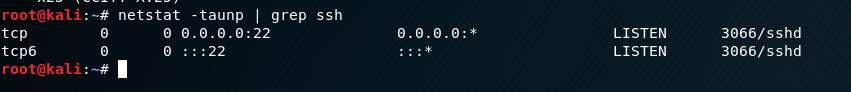 root@kali:~# netstat -taunp | grep ssh
tcp 0 0 0.0.0.0:22 0.0.0.0:* LISTEN 3066/sshd
tcp6 0 0 :::22 :::* LISTEN 3066/sshd
root@kali:~#